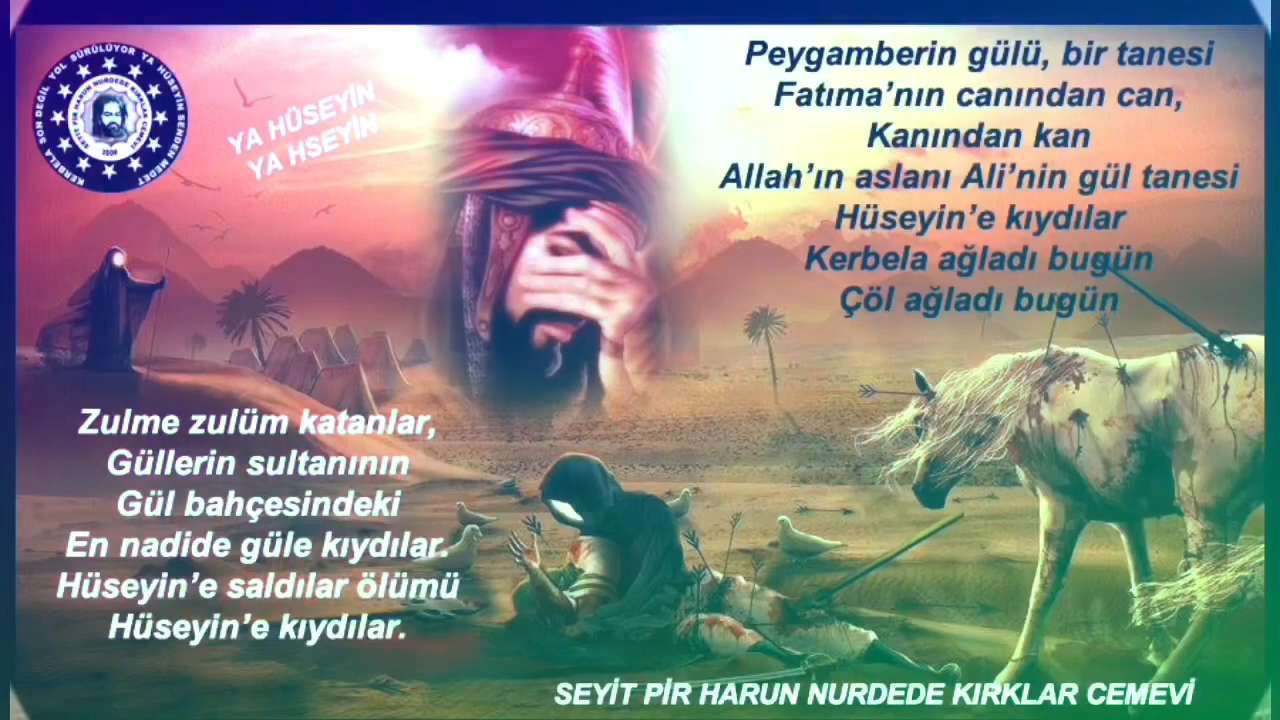 KERBELA SON DEĞİL YOL SÜRÜLÜYOR YA HÜSEYİN SENDEN MEDET
YA HÜSEYİN
YA HSEYİN
Peygamberin gülü, bir tanesi
Fatıma’nın canından can,
Kanından kan
Allah’ın aslanı Ali’nin gül tanesi
Hüseyin’e kıydılar
Kerbela ağladı bugün
Çöl ağladı bugün
Zulme zulüm katanlar,
Güllerin sultanının
Gül bahçesindeki
En nadide güle kıydılar.
Hüseyin’e saldılar ölümü
Hüseyin’e kıydılar.
SEYİT PİR HARUN NURDEDE KIRKLAR CEMEVİ